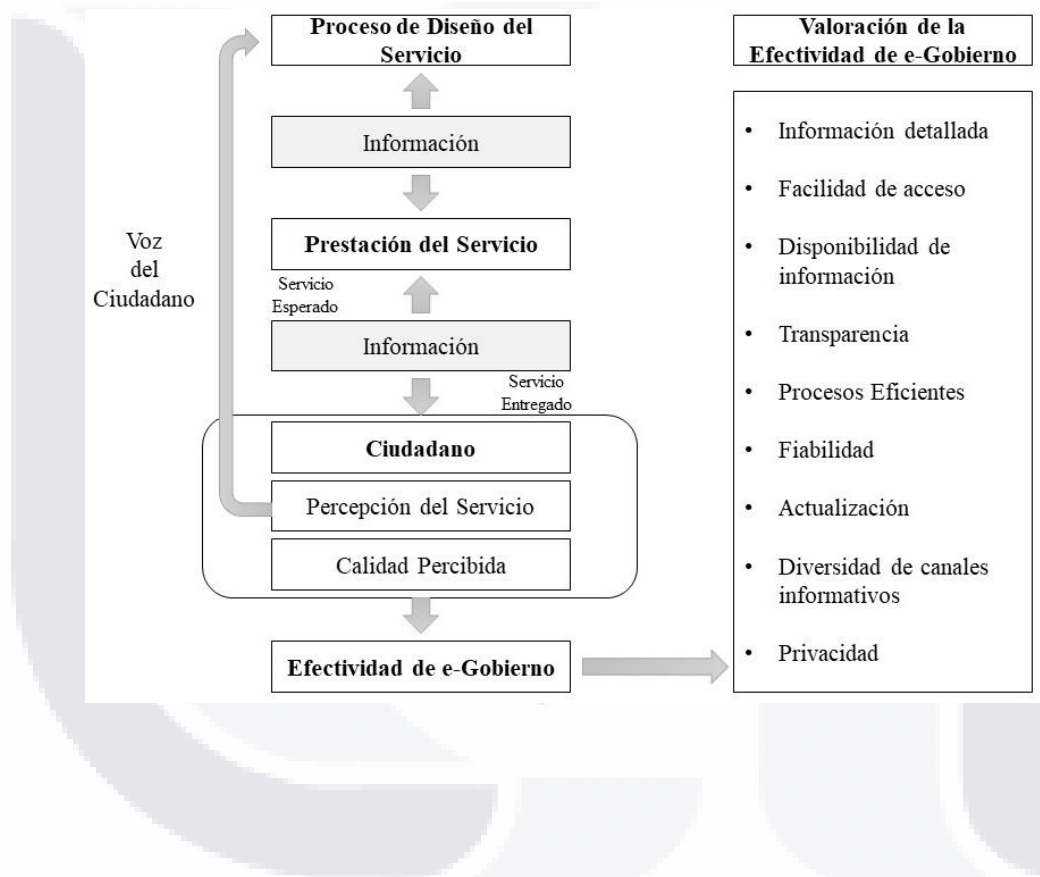 Proceso de Diseño del
Servicio
Información
Prestación del Servicio
Voz
del
Ciudadano
Servicio
Esperado
Información
Servicio
Entregado
Ciudadano
Percepción del Servicio
Calidad Percibida
Efectividad de e-Gobierno
Valoración de la
Efectividad de e-Gobierno
• Información detallada
• Facilidad de acceso
• Disponibilidad de
información
• Transparencia
• Procesos Eficientes
• Fiabilidad
• Actualización
• Diversidad de canales
informativos
• Privacidad